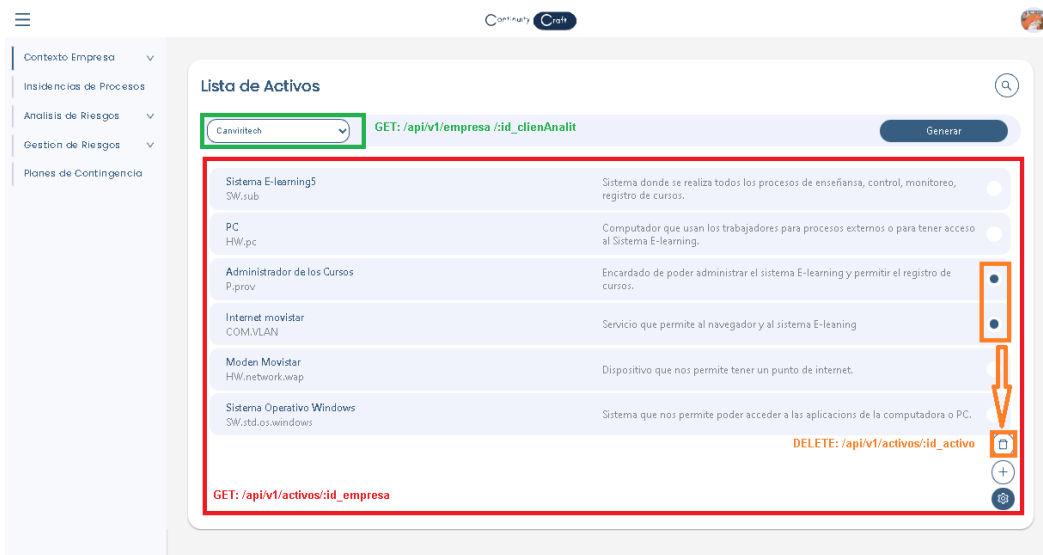 Continuity Craft
Contexto Empresa
Insidencias de Procesos
Analisis de Riesgos
Gestion de Riesgos
Planes de Contingencia
Lista de Activos
Canviritech
GET: /api/v1/empresa /:id_clienAnalit
Generar
Sistema E-learning5
SW.sub
Sistema donde se realiza todos los procesos de enseñansa, control, monitoreo,
registro de cursos.
PC
HW.pc
Computador que usan los trabajadores para procesos externos o para tener acceso
al Sistema E-learning.
Administrador de los Cursos
P.prov
Encardado de poder administrar el sistema E-learning y permitir el registro de
cursos.
Internet movistar
COM.VLAN
Servicio que permite al navegador y al sistema E-leaning
Moden Movistar
HW.network.wap
Dispositivo que nos permite tener un punto de internet.
Sistema Operativo Windows
SW.std.os.windows
Sistema que nos permite poder acceder a las aplicacions de la computadora o PC.
DELETE: /api/v1/activos/:id_activo
GET: /api/v1/activos/:id_empresa